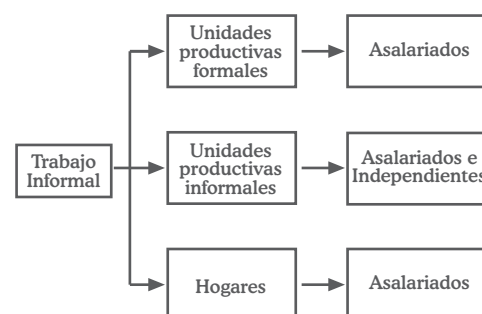 Unidades
productivas
formales
Asalariados
Trabajo
Informal
Unidades
productivas
informales
Asalariados e
Independientes
Hogares
Asalariados